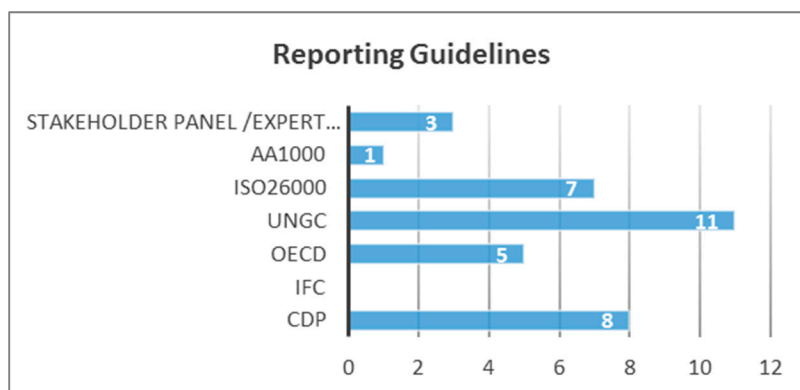 Reporting Guidelines
STAKEHOLDER PANEL /EXPERT...
3
AA1000
1
ISO26000
7
UNGC
11
OECD
5
IFC
CDP
8
0 2 4 6 8 10 12